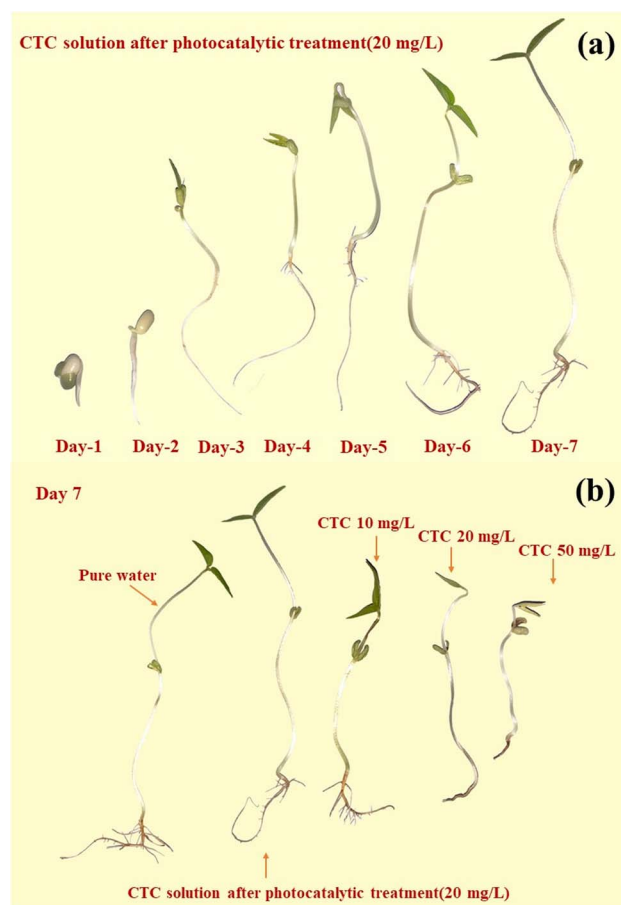 CTC solution after photocatalytic treatment(20 mg/L)
(a)
Day-1
Day-2
Day-3
Day-4
Day-5
Day-6
Day-7
Day 7
(b)
CTC 10 mg/L
CTC 20 mg/L
CTC 50 mg/L
Pure water
CTC solution after photocatalytic treatment(20 mg/L)